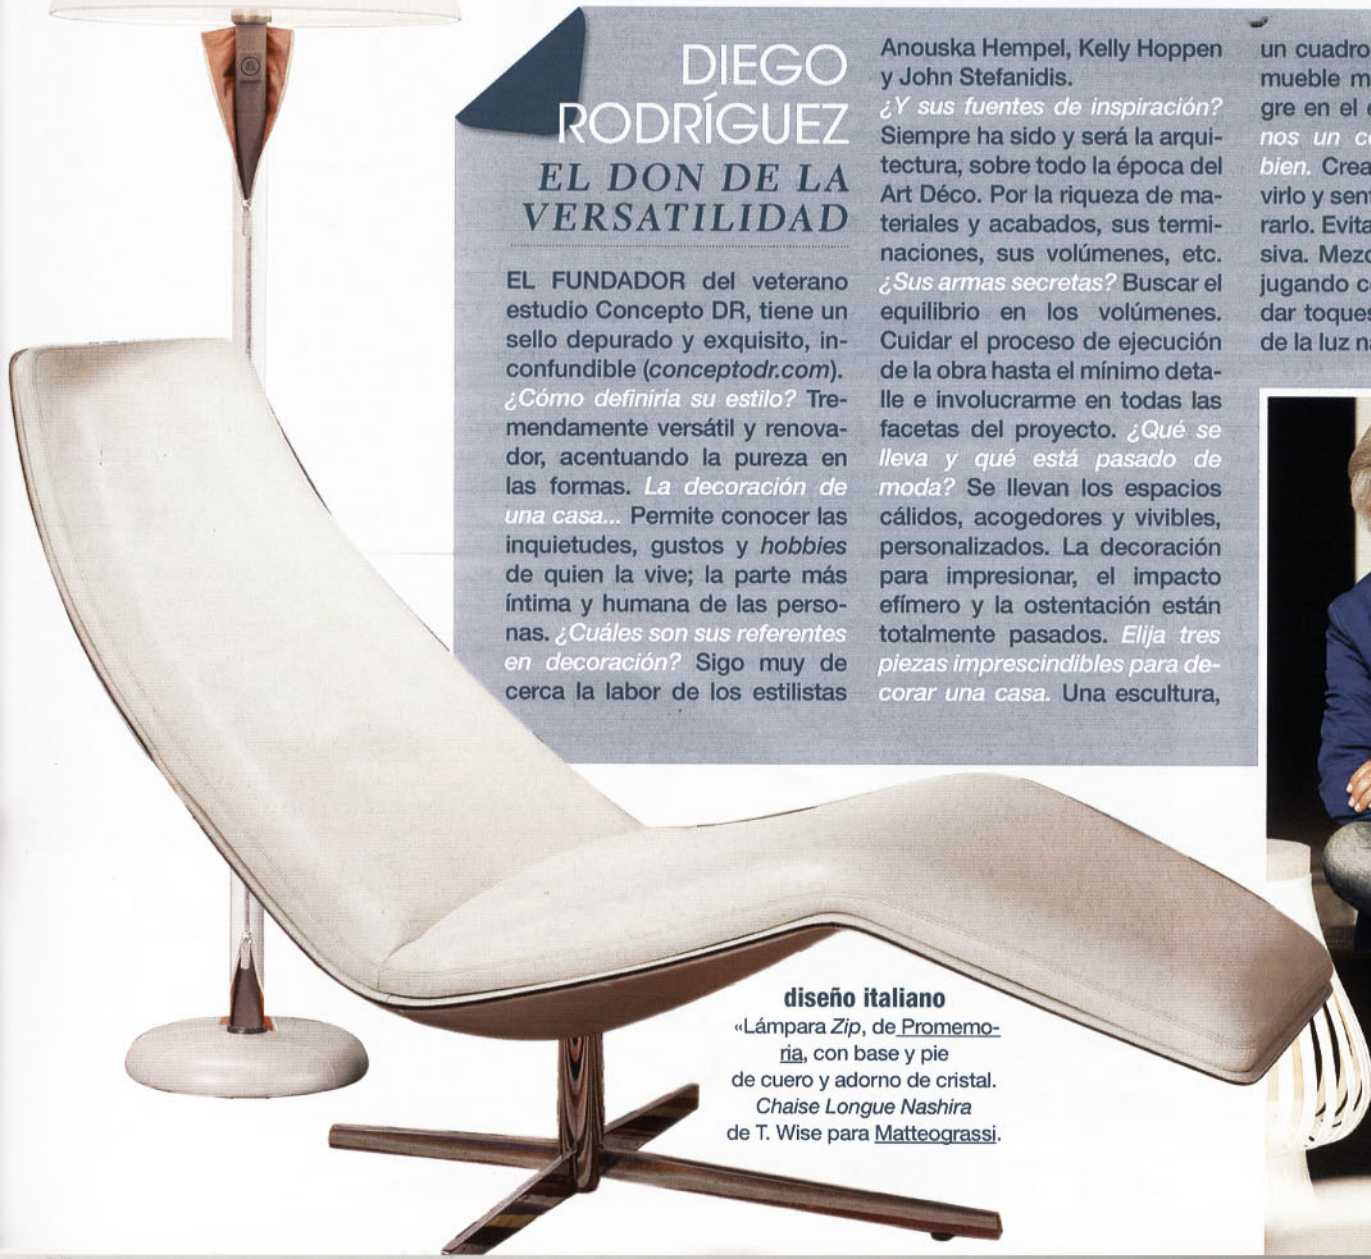 DIEGO
RODRÍGUEZ
EL DON DE LA
VERSATILIDAD
EL FUNDADOR del veterano
estudio Concepto DR, tiene un
sello depurado y exquisito, in-
confundible (conceptodr.com).
¿Cómo definiría su estilo? Tre-
mendamente versátil y renova-
dor, acentuando la pureza en
las formas. La decoración de
una casa... Permite conocer las
inquietudes, gustos y hobbies
de quien la vive; la parte más
íntima y humana de las perso-
nas. ¿Cuáles son sus referentes
en decoración? Sigo muy de
cerca la labor de los estilistas
Anouska Hempel, Kelly Hoppen
y John Stefanidis.
¿Y sus fuentes de inspiración?
Siempre ha sido y será la arqui-
tectura, sobre todo la época del
Art Déco. Por la riqueza de ma-
teriales y acabados, sus termi-
naciones, sus volúmenes, etc.
¿Sus armas secretas? Buscar el
equilibrio en los volúmenes.
Cuidar el proceso de ejecución
de la obra hasta el mínimo deta-
lle e involucrarme en todas las
facetas del proyecto. ¿Qué se
lleva y qué está pasado de
moda? Se llevan los espacios
cálidos, acogedores y vivibles,
personalizados. La decoración
para impresionar, el impacto
efímero y la ostentación están
totalmente pasados. Elija tres
piezas imprescindibles para de-
corar una casa. Una escultura,
un cuadro
mueble m
gre en el
nos un c
bien. Crea
virlo y sen
rarlo. Evita
siva. Mezc
jugando c
dar toques
de la luz n
diseño italiano
«Lámpara Zip, de Promemo-
ria, con base y pie
de cuero y adorno de cristal.
Chaise Longue Nashira
de T. Wise para Matteograssi.